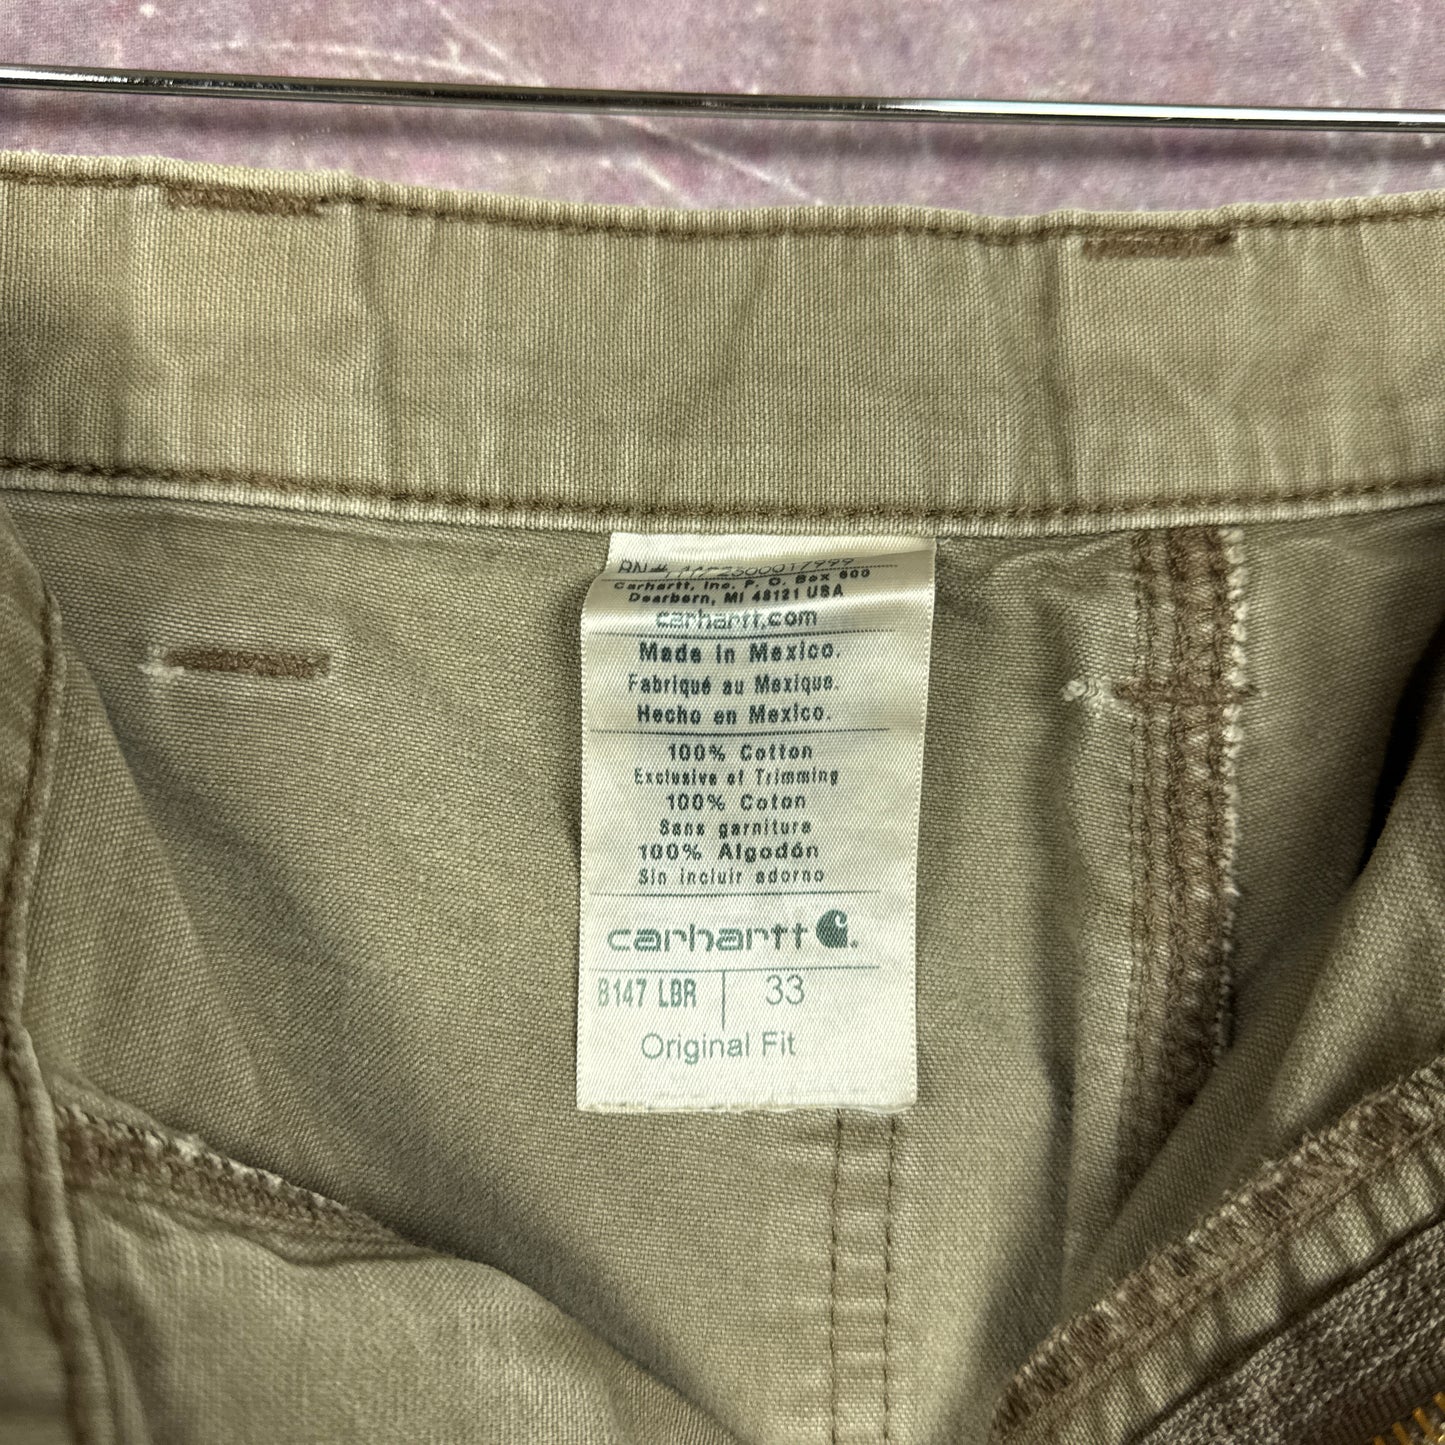 RN#
Carhartt, Inc. P. O. Box 600
Dearborn, MI 48121 USA
carhartt.com
Made in Mexico.
Fabriqué au Mexique.
Hecho en Mexico.
100% Cotton
Exclusive of Trimming
100% Coton
Sans garniture
100% Algodón
Sin incluir adorno
carhartt
B147 LBR 33
Original Fit